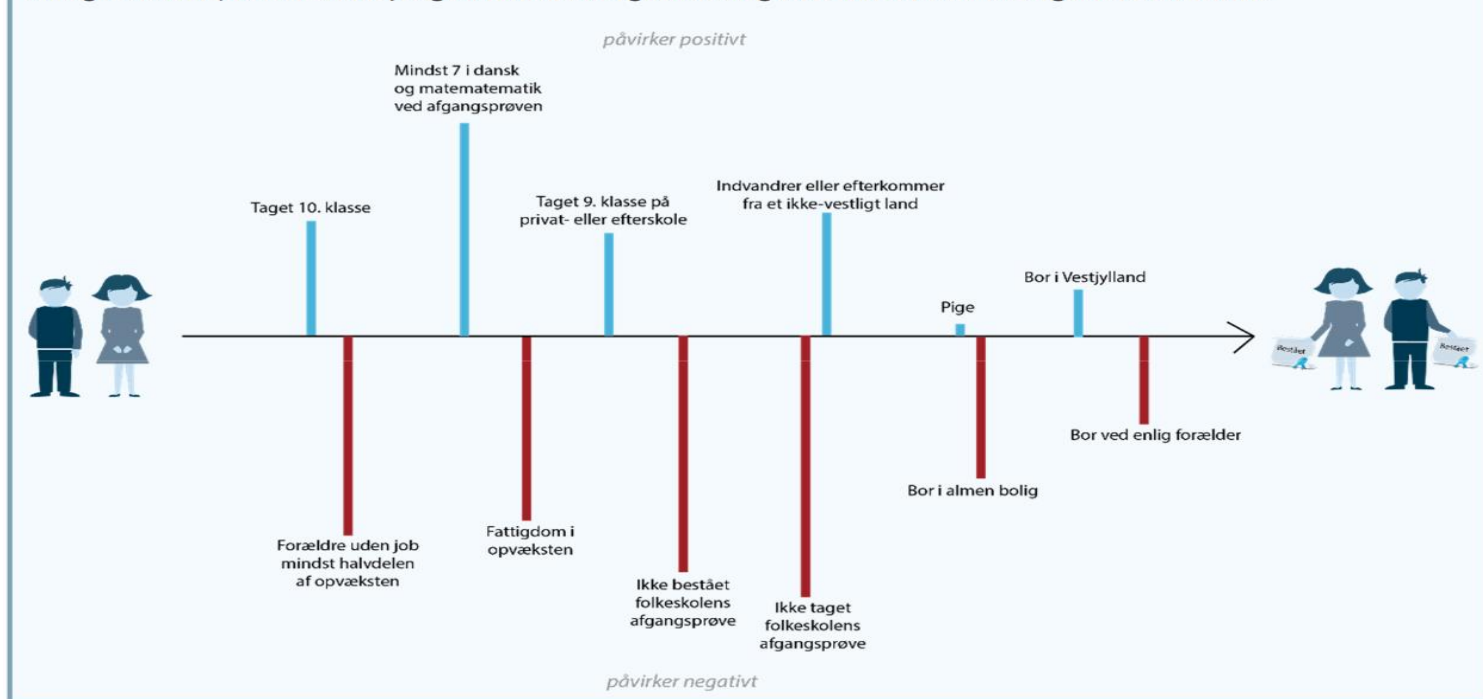 påvirker positivt
Mindst 7 i dansk
og matematematik
ved afgangsprøven
Taget 10. klasse
Taget 9. klasse på
privat- eller efterskole
Indvandrer eller efterkommer
fra et ikke-vestligt land
Pige
Bor i Vestjylland
Bestået
Bestået
Forældre uden job
mindst halvdelen
af opvæksten
Fattigdom i
opvæksten
Ikke bestået
folkeskolens
afgangsprøve
Ikke taget
folkeskolens
afgangsprøve
Bor i almen bolig
Bor ved enlig forælder
påvirker negativt